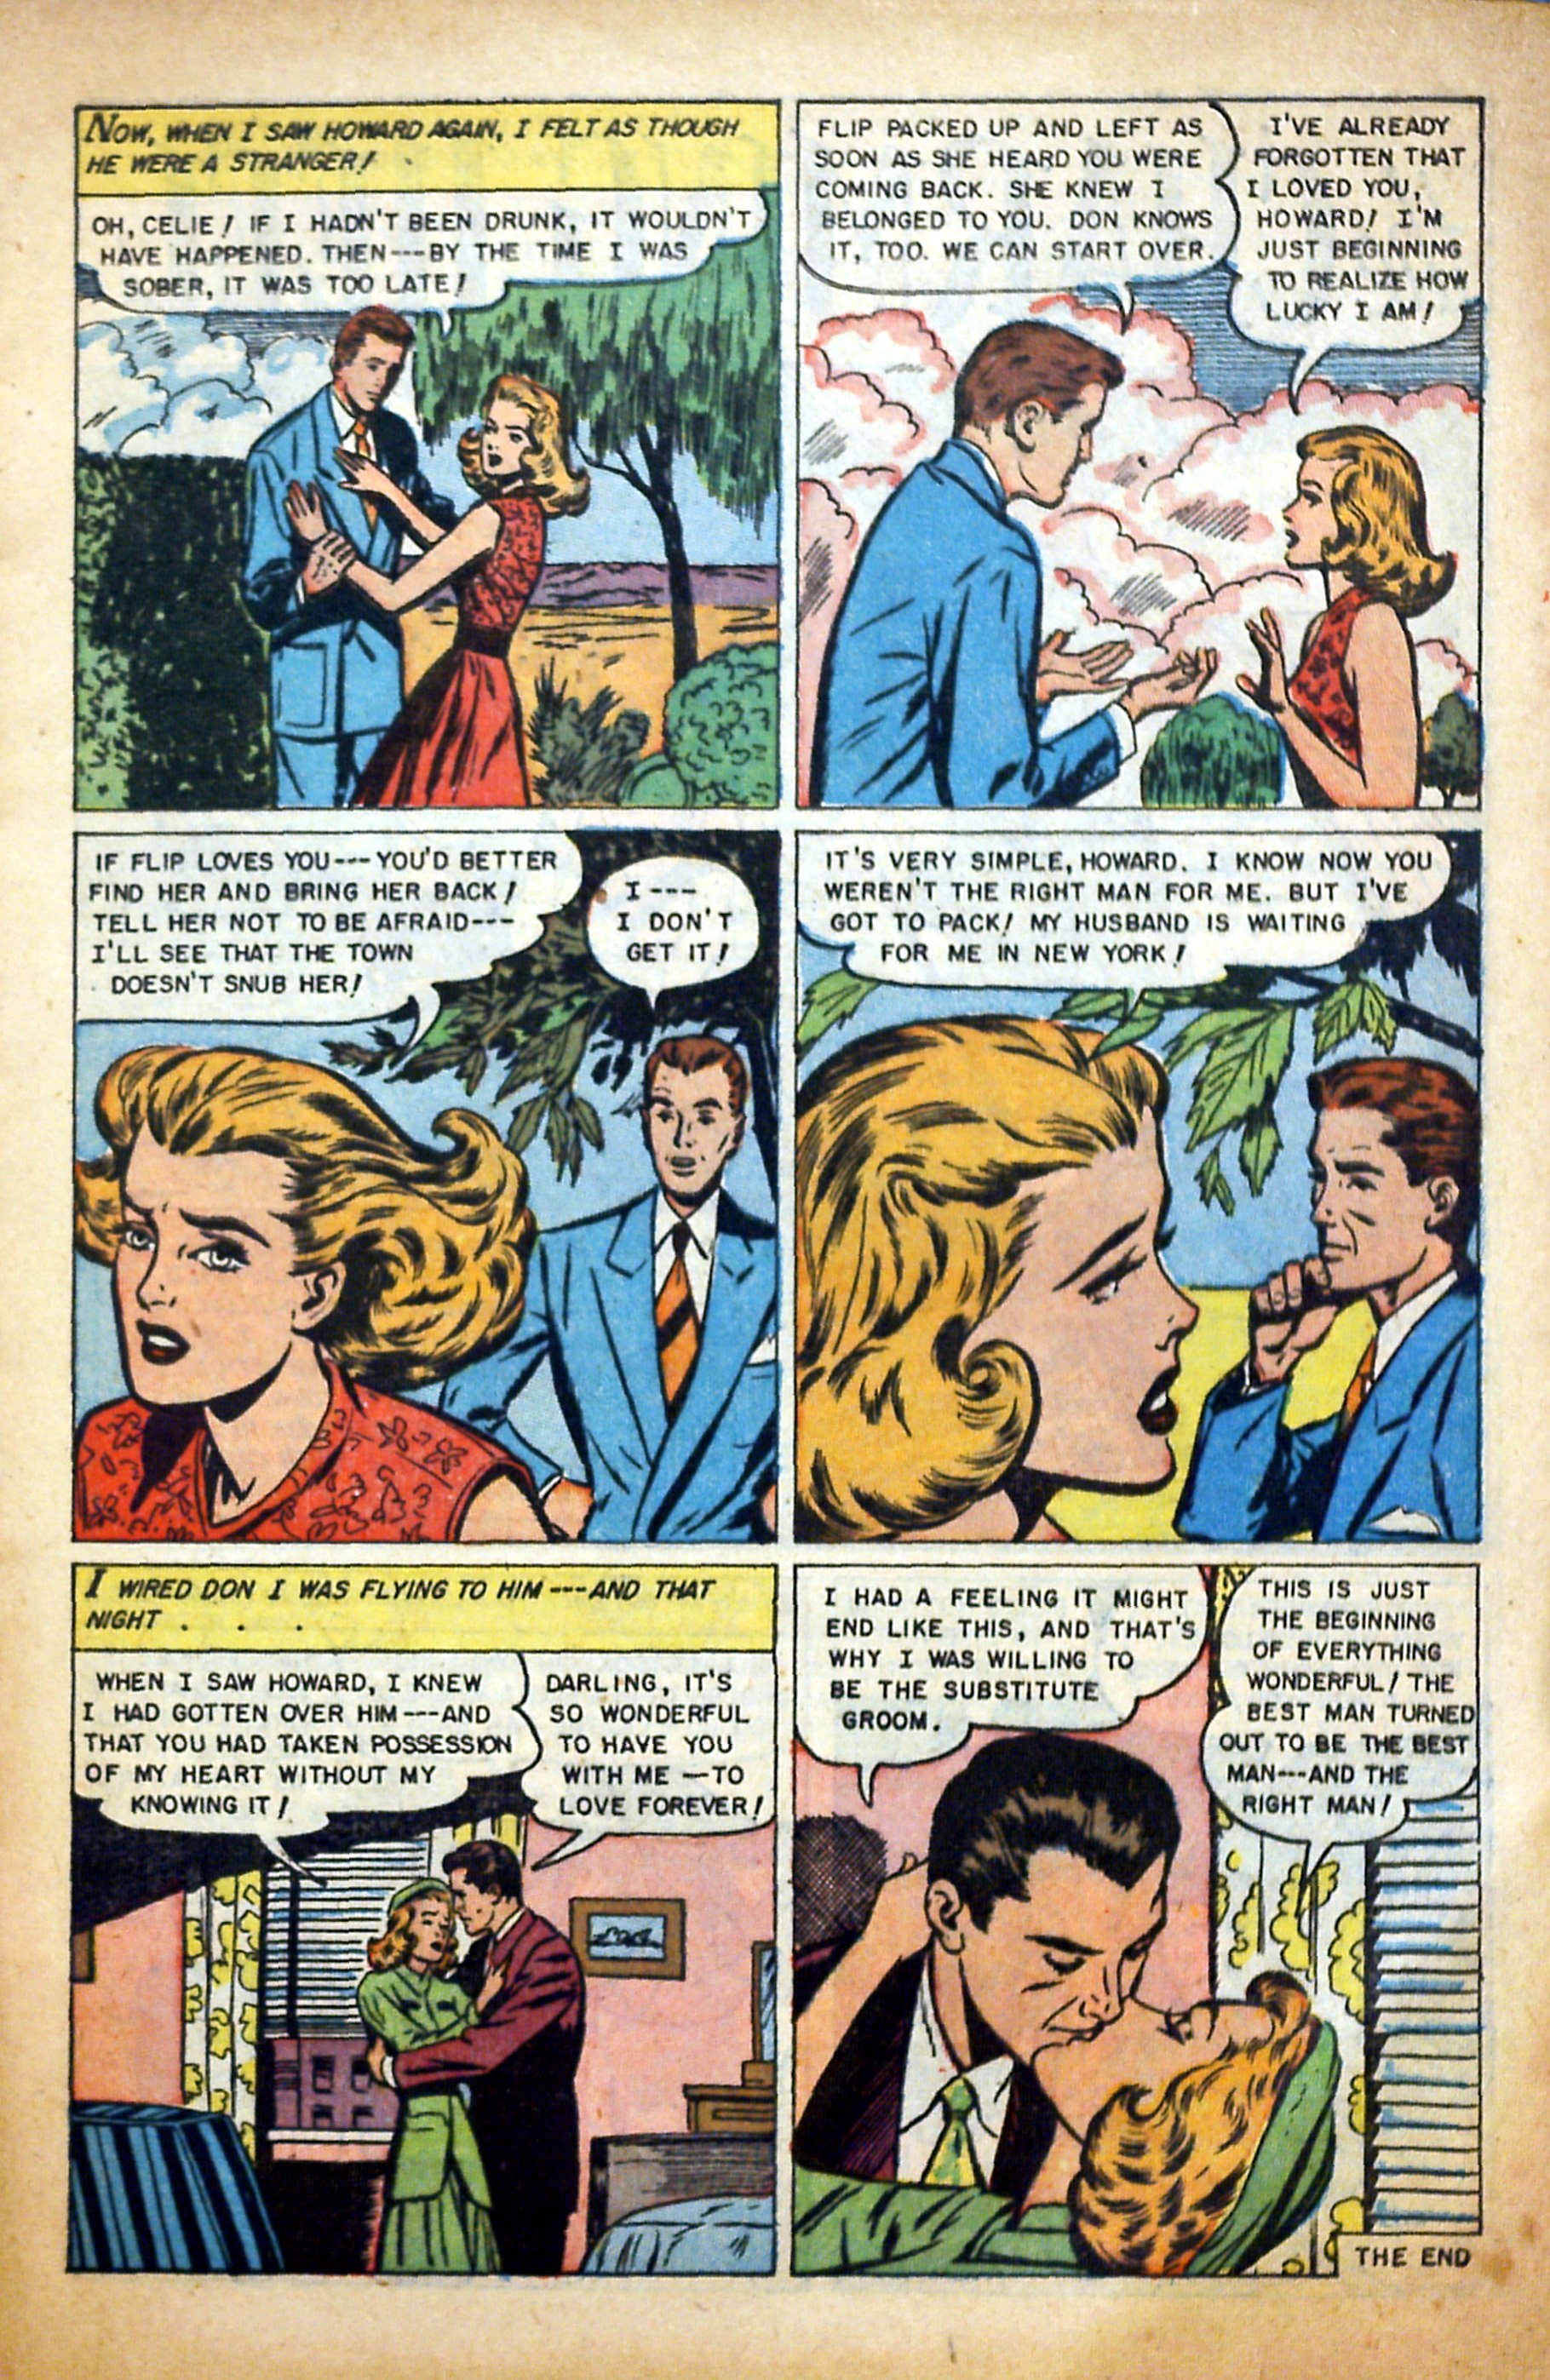 NOW, WHEN I SAW HOWARD AGAIN, I FELT AS THOUGH
HE WERE A STRANGER!
OH, CELIE! IF I HADN'T BEEN DRUNK, IT WOULDN'T
HAVE HAPPENED. THEN---BY THE TIME I WAS
SOBER, IT WAS TOO LATE!
FLIP PACKED UP AND LEFT AS
SOON AS SHE HEARD YOU WERE
COMING BACK. SHE KNEW I
BELONGED TO YOU. DON KNOWS
IT, TOO. WE CAN START OVER.
I'VE ALREADY
FORGOTTEN THAT
I LOVED YOU,
HOWARD! I'M
JUST BEGINNING
TO REALIZE HOW
LUCKY I AM!
IF FLIP LOVES YOU---YOU'D BETTER
FIND HER AND BRING HER BACK!
TELL HER NOT TO BE AFRAID---
I'LL SEE THAT THE TOWN
DOESN'T SNUB HER!
I---
I DON'T
GET IT!
IT'S VERY SIMPLE, HOWARD. I KNOW NOW YOU
WEREN'T THE RIGHT MAN FOR ME. BUT I'VE
GOT TO PACK! MY HUSBAND IS WAITING
FOR ME IN NEW YORK!
I WIRED DON I WAS FLYING TO HIM---AND THAT
NIGHT . . .
WHEN I SAW HOWARD, I KNEW
I HAD GOTTEN OVER HIM---AND
THAT YOU HAD TAKEN POSSESSION
OF MY HEART WITHOUT MY
KNOWING IT!
DARLING, IT'S
SO WONDERFUL
TO HAVE YOU
WITH ME —TO
LOVE FOREVER!
I HAD A FEELING IT MIGHT
END LIKE THIS, AND THAT'S
WHY I WAS WILLING TO
BE THE SUBSTITUTE
GROOM.
THIS IS JUST
THE BEGINNING
OF EVERYTHING
WONDERFUL! THE
BEST MAN TURNED
OUT TO BE THE BEST
MAN---AND THE
RIGHT MAN!
THE END